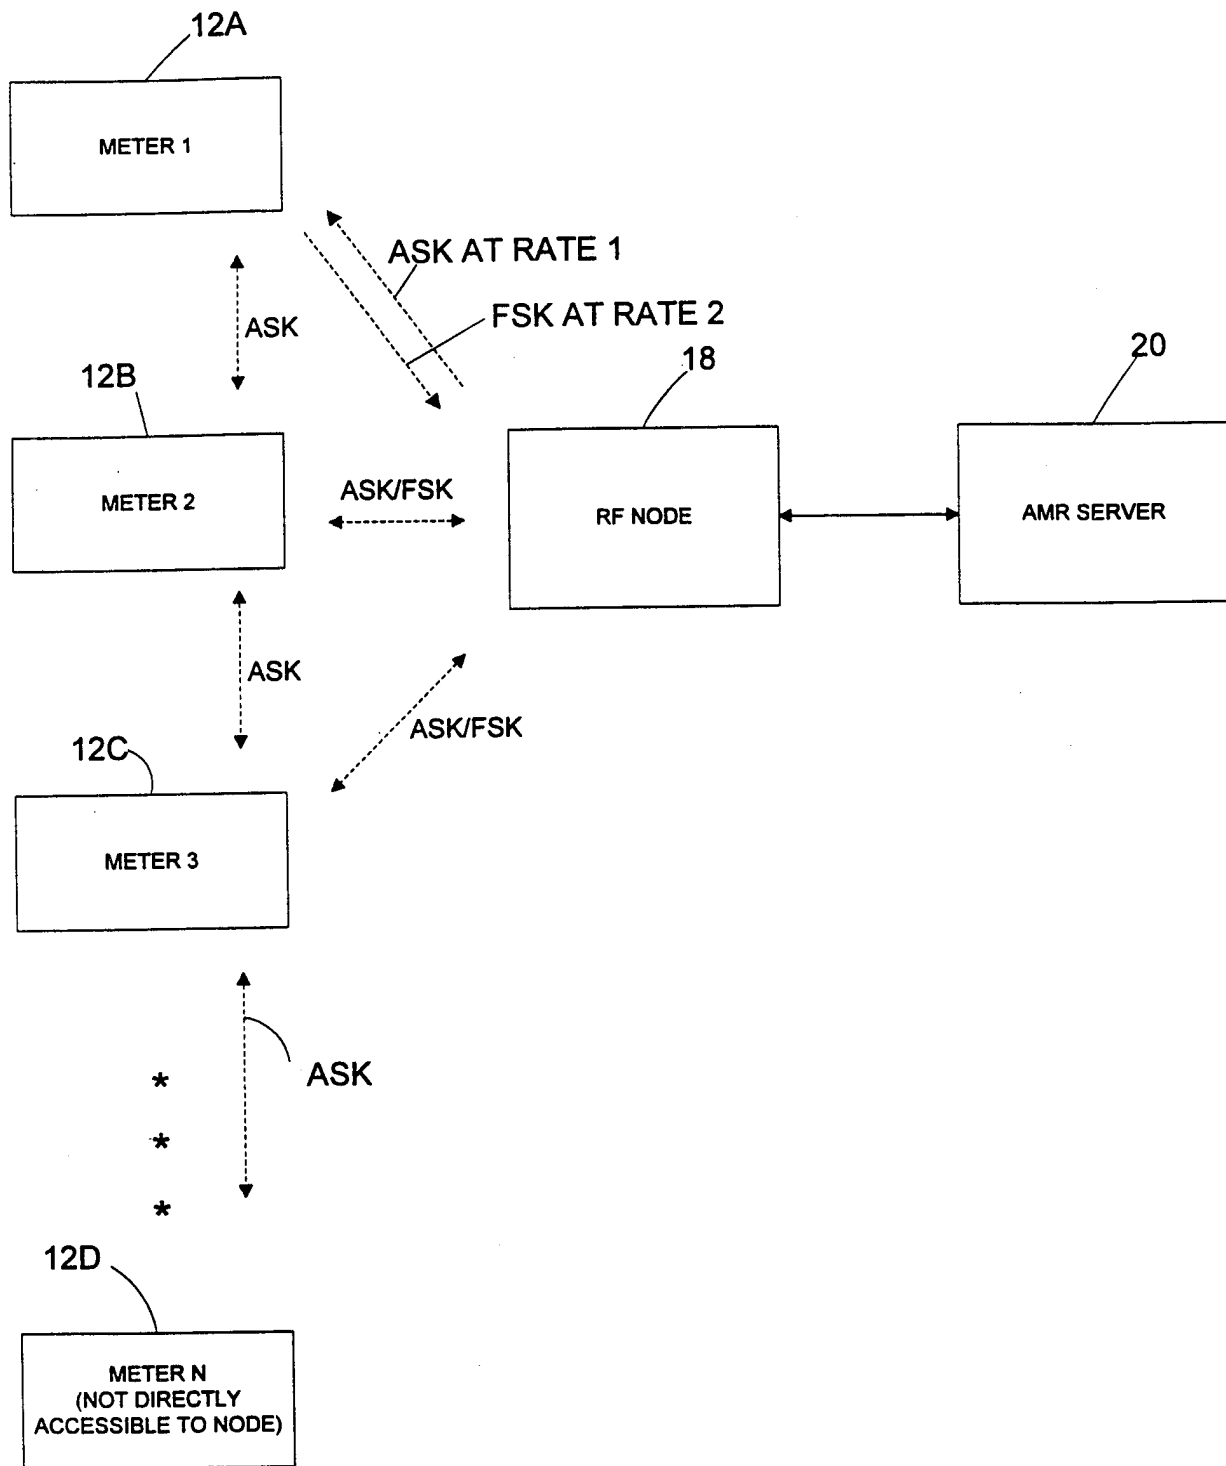 12A
METER 1
ASK AT RATE 1
FSK AT RATE 2
ASK
18
20
12B
METER 2
ASK/FSK
RF NODE
AMR SERVER
ASK
ASK/FSK
12C
METER 3
ASK
*
*
*
12D
METER N
(NOT DIRECTLY
ACCESSIBLE TO NODE)